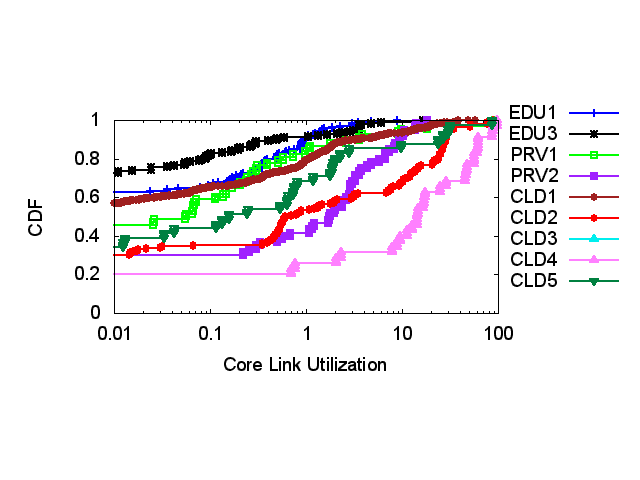 EDU1
EDU3
PRV1
PRV2
CLD1
CLD2
CLD3
CLD4
CLD5
1
0.8
0.6
0.4
0.2
0
CDF
0.01 0.1 1 10 100
Core Link Utilization